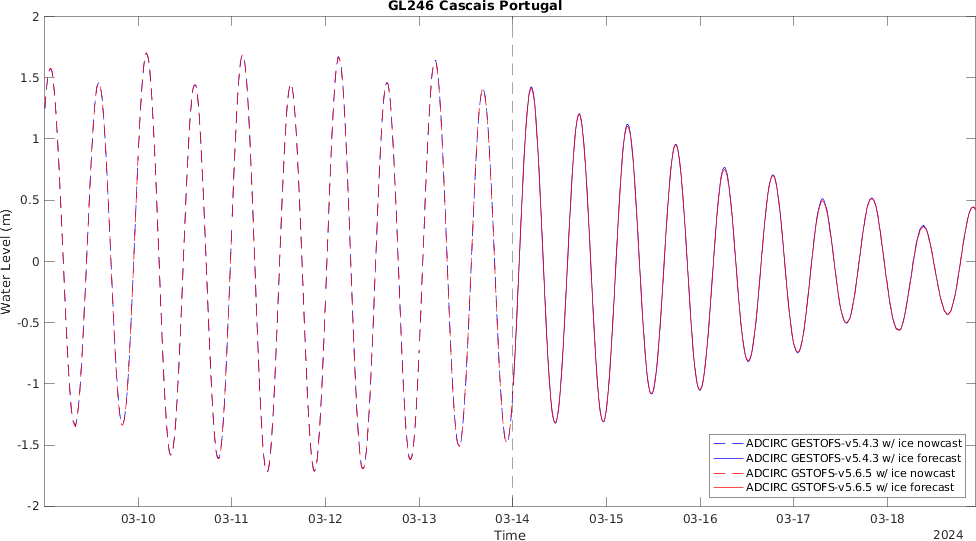 GL246 Cascais Portugal
2
1.5
1
0.5
0
-0.5
-1
-1.5
-2
Water Level (m)
ADCIRC GESTOFS-v5.4.3 w/ ice nowcast
ADCIRC GESTOFS-v5.4.3 w/ ice forecast
ADCIRC GSTOFS-v5.6.5 w/ ice nowcast
ADCIRC GSTOFS-v5.6.5 w/ ice forecast
03-10 03-11 03-12 03-13 03-14 03-15 03-16 03-17 03-18
Time
2024